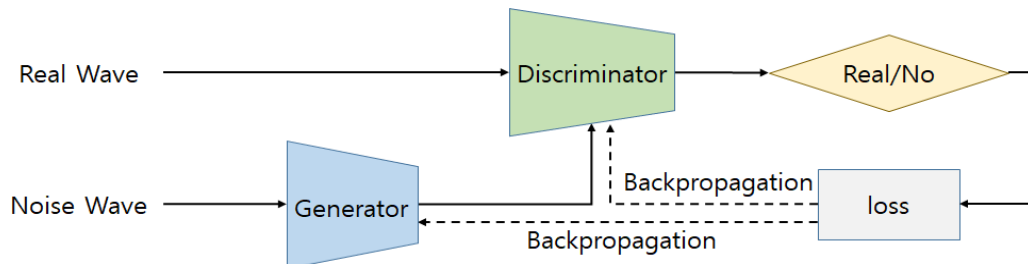 Real Wave
Discriminator
Real/No
Noise Wave
Generator
Backpropagation
Backpropagation
loss